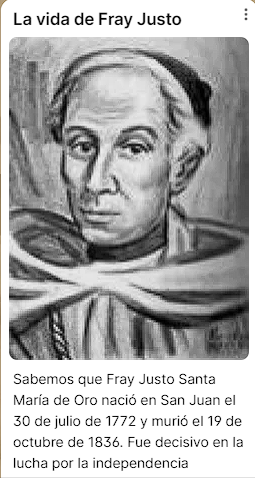 La vida de Fray Justo
Sabemos que Fray Justo Santa
María de Oro nació en San Juan el
30 de julio de 1772 y murió el 19 de
octubre de 1836. Fue decisivo en la
lucha por la independencia